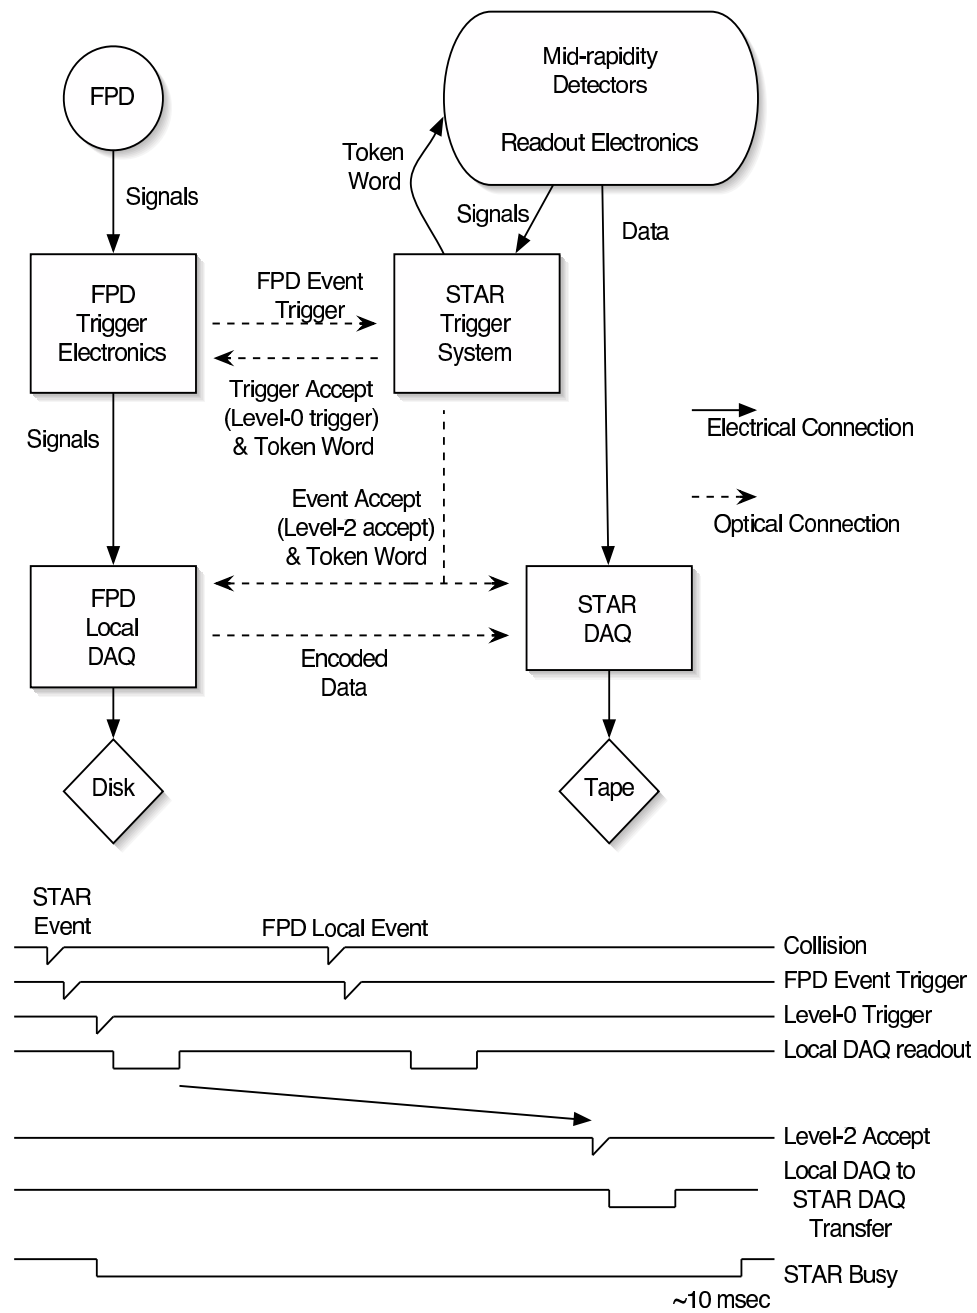 FPD
Mid-rapidity
Detectors
Readout Electronics
Token
Word
Signals
Signals
Data
FPD
Trigger
Electronics
FPD Event
Trigger
STAR
Trigger
System
Trigger Accept
(Level-0 trigger)
& Token Word
Signals
Electrical Connection
Event Accept
(Level-2 accept)
& Token Word
Optical Connection
FPD
Local
DAQ
STAR
DAQ
Encoded
Data
Disk
Tape
STAR
Event
FPD Local Event
Collision
FPD Event Trigger
Level-0 Trigger
Local DAQ readout
Level-2 Accept
Local DAQ to
STAR DAQ
Transfer
STAR Busy
~10 msec